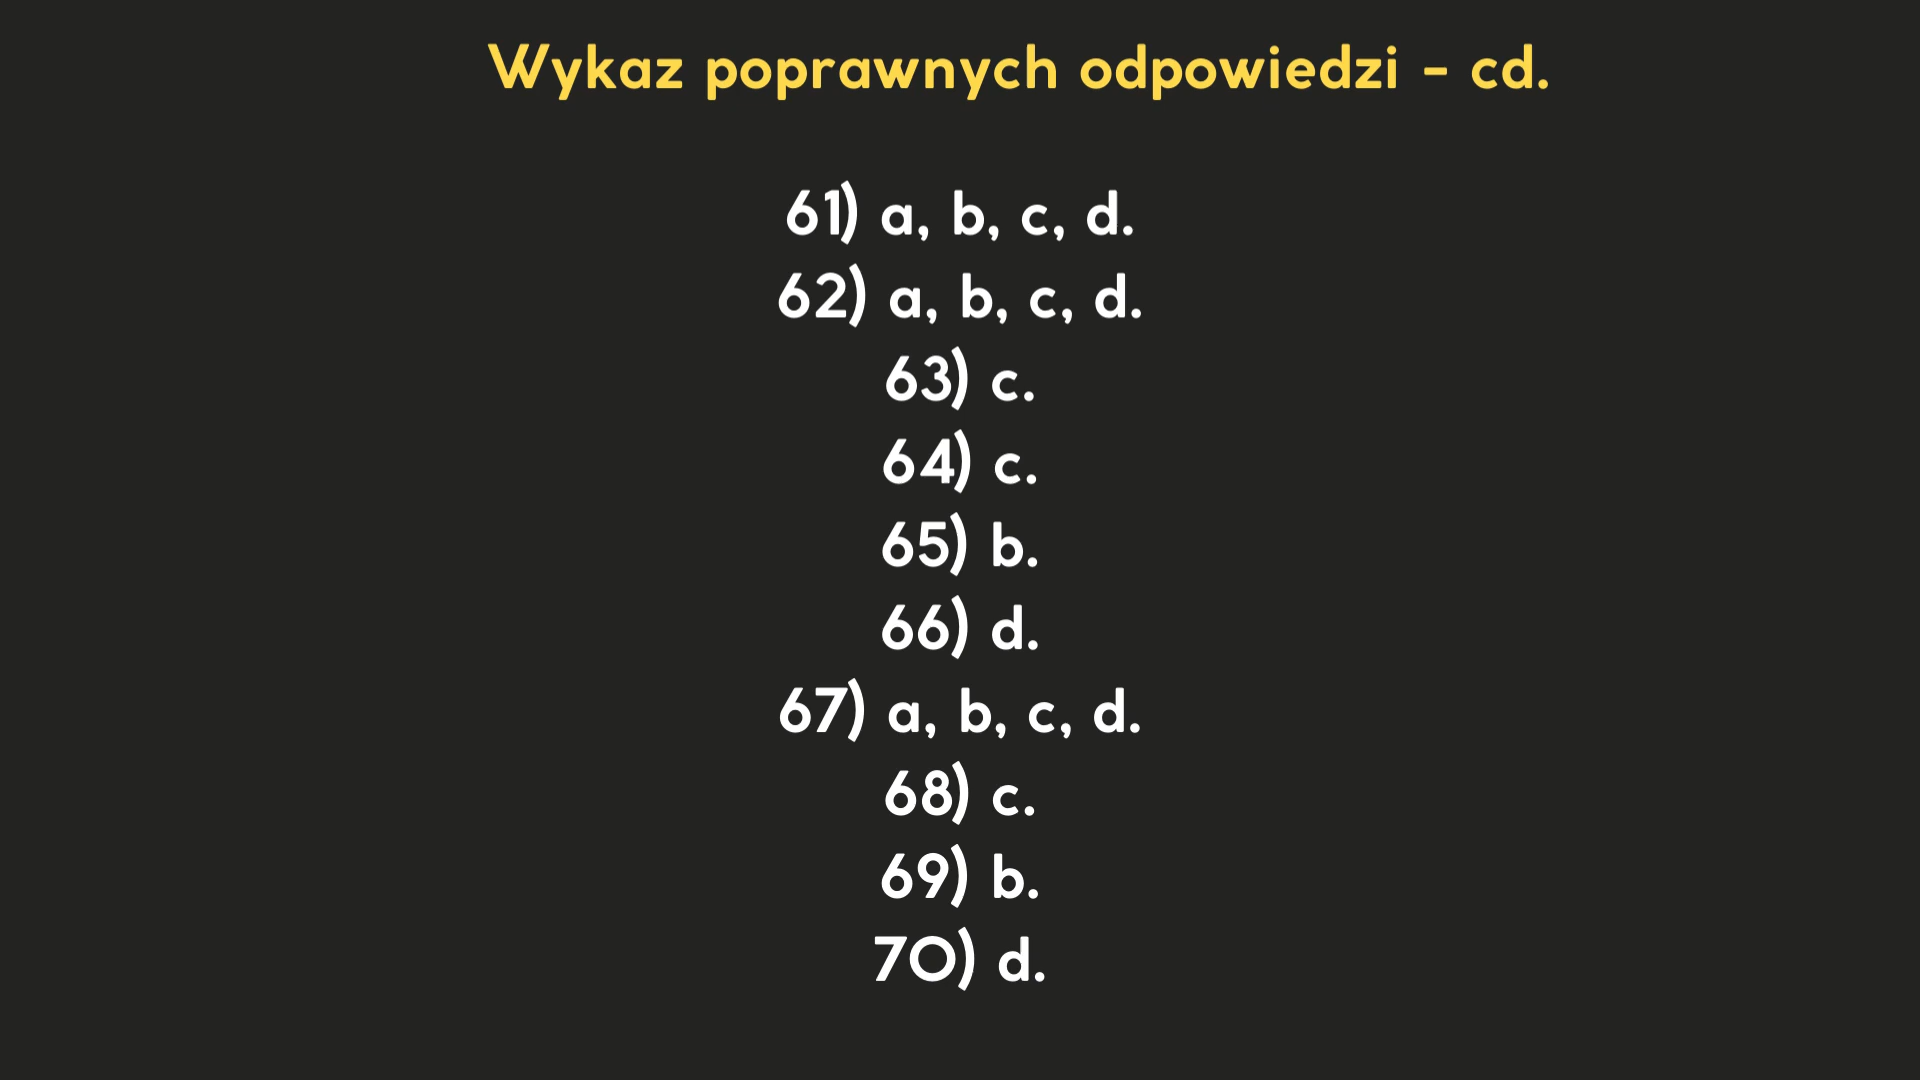 Wykaz poprawnych odpowiedzi - cd.
61) a, b, c, d.
62) a, b, c, d.
63) c.
64) c.
65) b.
66) d.
67) a, b, c, d.
68) c.
69) b.
70) d.